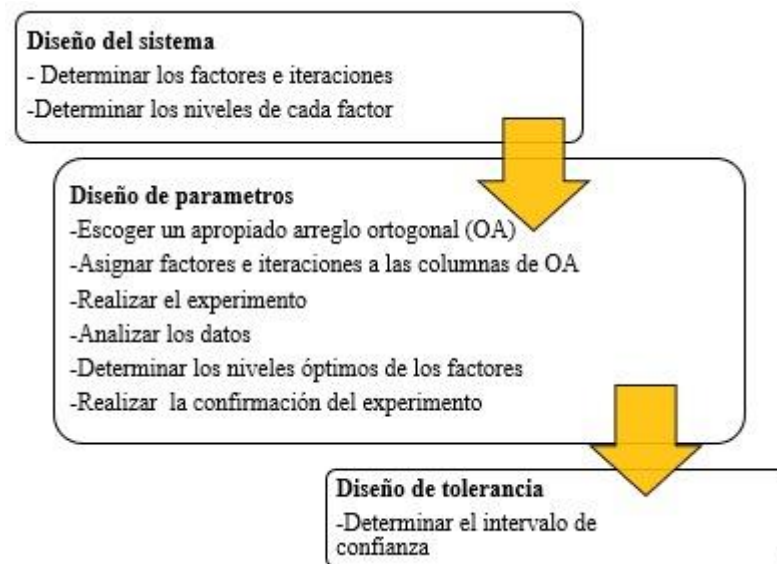 Diseño del sistema
- Determinar los factores e iteraciones
-Determinar los niveles de cada factor
Diseño de parametros
-Escoger un apropiado arreglo ortogonal (OA)
-Asignar factores e iteraciones a las columnas de OA
-Realizar el experimento
-Analizar los datos
-Determinar los niveles óptimos de los factores
-Realizar la confirmación del experimento
Diseño de tolerancia
-Determinar el intervalo de
confíanza